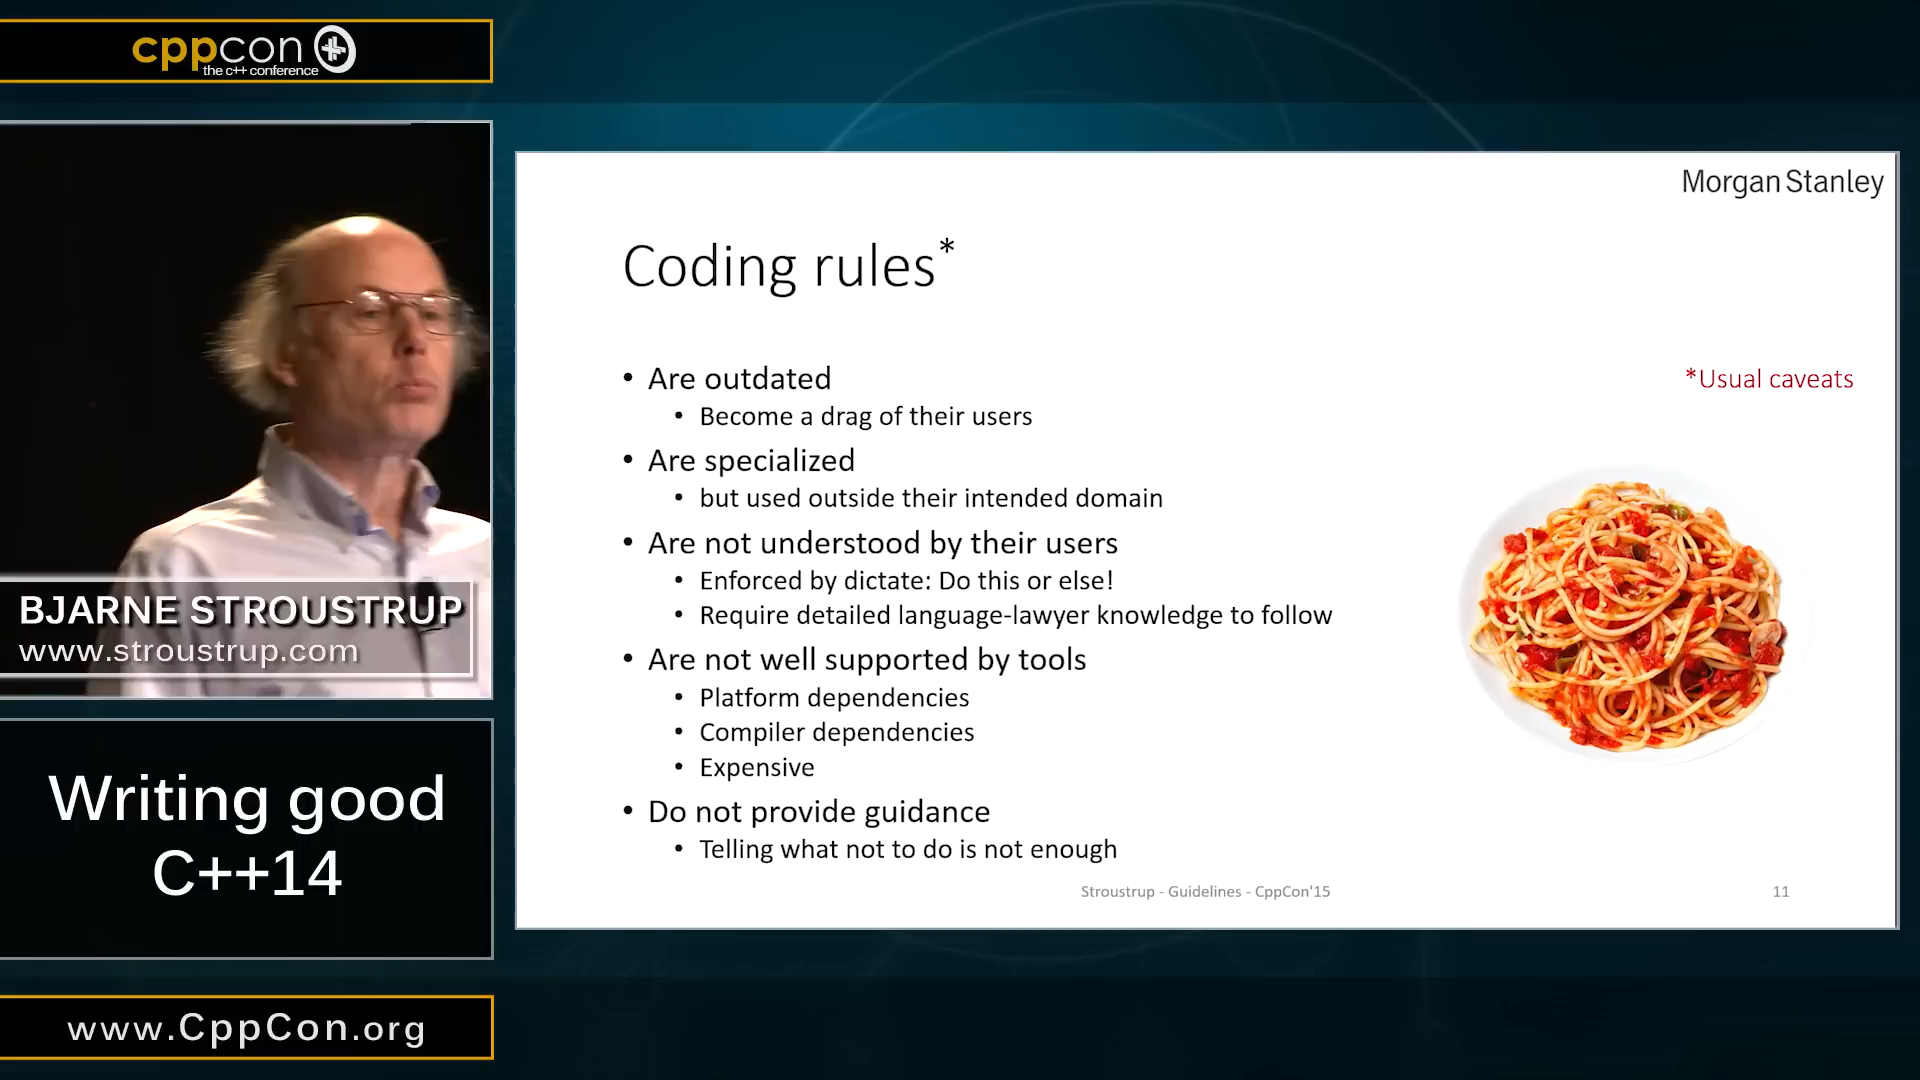 cppcon
the c++ conference
BJARNE STROUSTRUP
www.stroustrup.com
Writing good
C++14
www.CppCon.org
Morgan Stanley
Coding rules*
• Are outdated
• Become a drag of their users
• Are specialized
• but used outside their intended domain
• Are not understood by their users
• Enforced by dictate: Do this or else!
• Require detailed language-lawyer knowledge to follow
• Are not well supported by tools
• Platform dependencies
• Compiler dependencies
• Expensive
• Do not provide guidance
• Telling what not to do is not enough
*Usual caveats
Stroustrup - Guidelines - CppCon'15
11